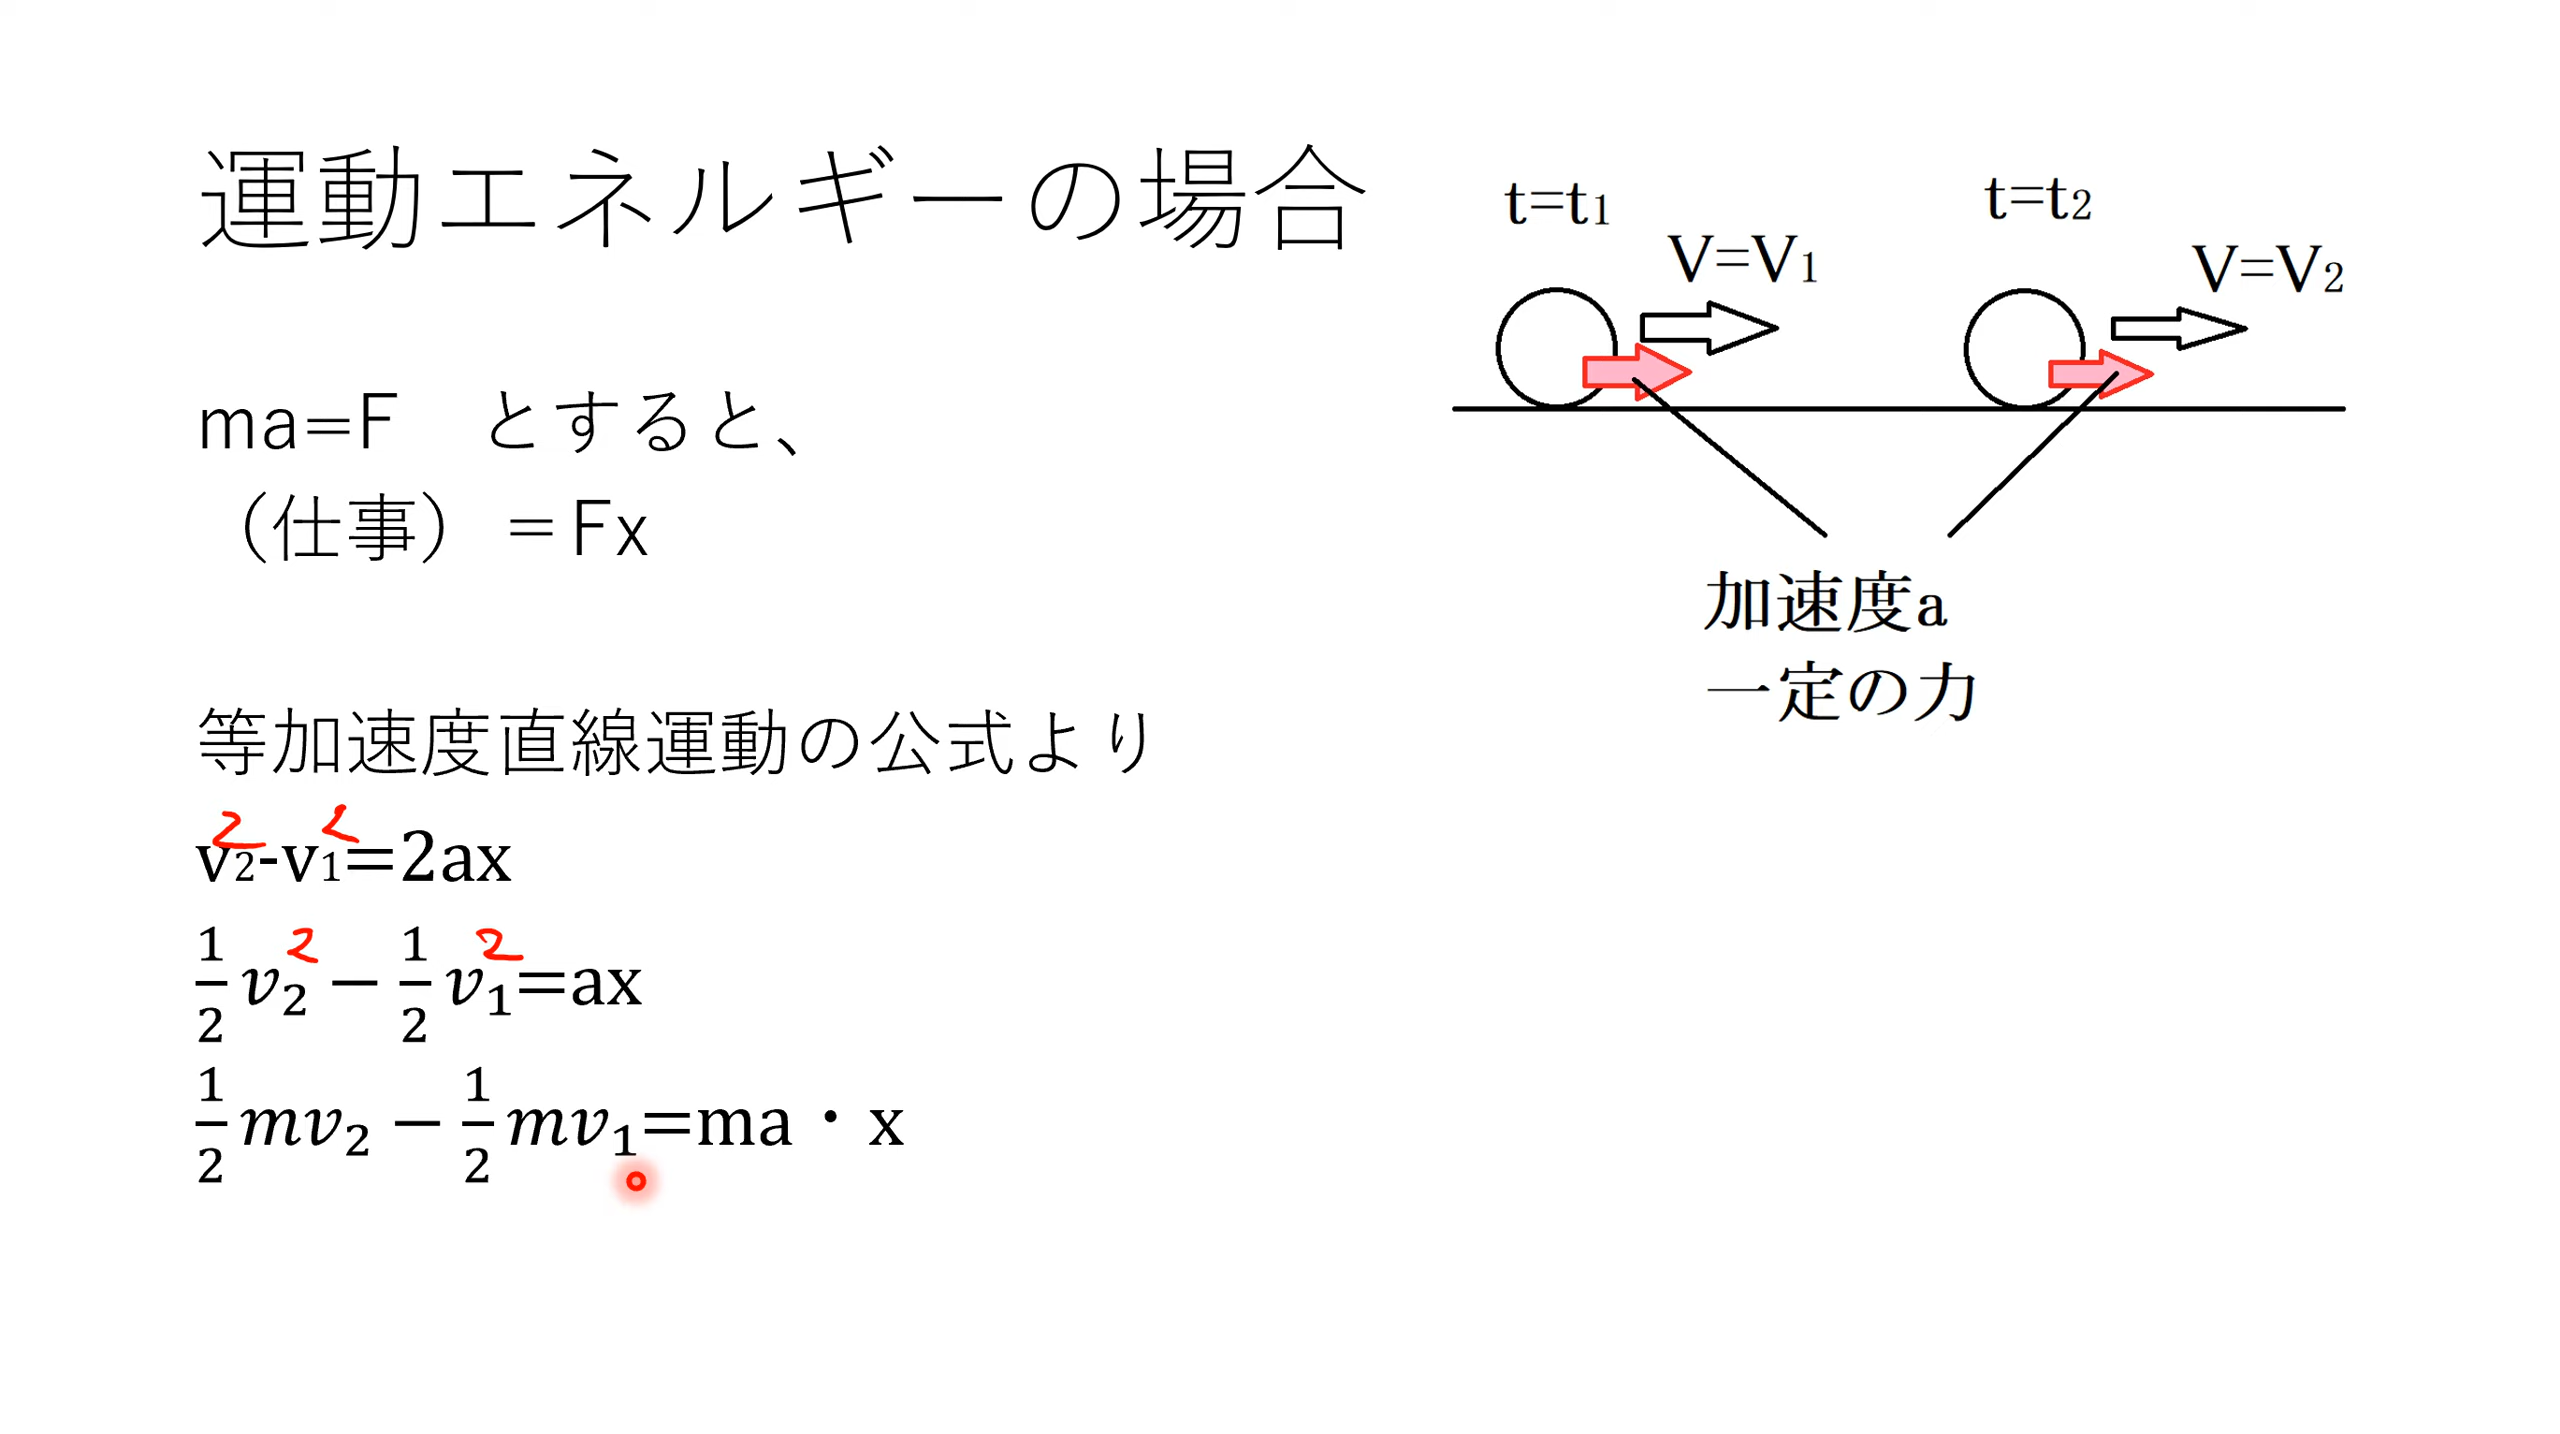 運動エネルギーの場合
t=t1
V=V1
t=t2
V=V2
加速度a
一定の力
ma=F とすると、
（仕事）＝Fx
等加速度直線運動の公式より
v₂²-v₁²=2ax
1/2 v₂² − 1/2 v₁²=ax
1/2 mv₂ − 1/2 mv₁=ma・x